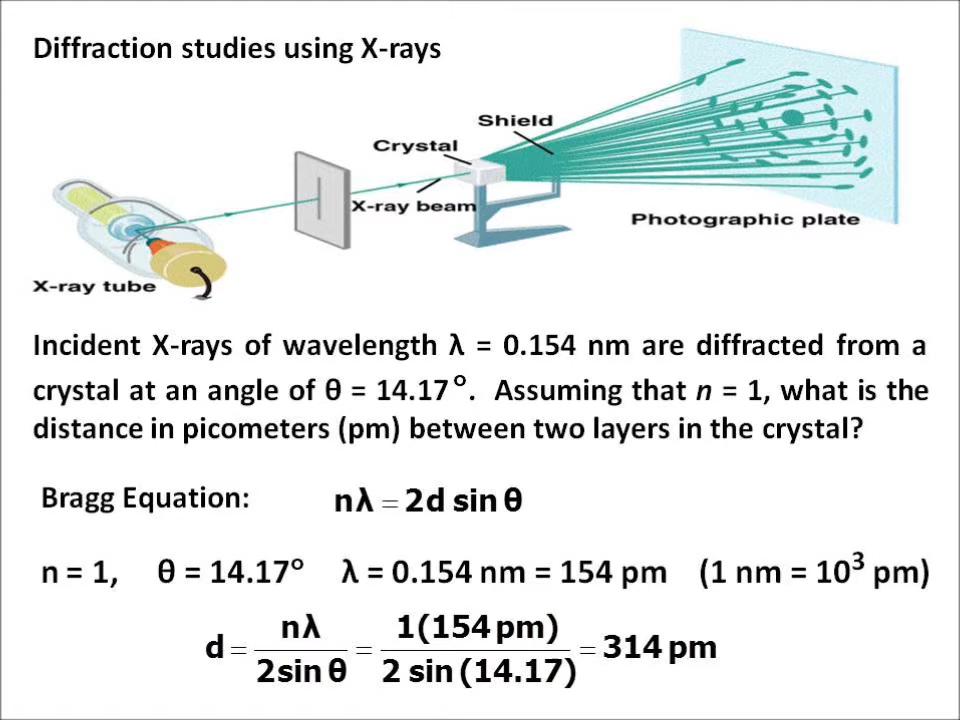 Diffraction studies using X-rays
Shield
Crystal
X-ray beam
Photographic plate
X-ray tube
Incident X-rays of wavelength λ = 0.154 nm are diffracted from a
crystal at an angle of θ = 14.17°. Assuming that n = 1, what is the
distance in picometers (pm) between two layers in the crystal?
Bragg Equation: nλ = 2d sin θ
n = 1, θ = 14.17° λ = 0.154 nm = 154 pm (1 nm = 10³ pm)
d = nλ / 2sin θ = 1(154 pm) / 2 sin (14.17) = 314 pm